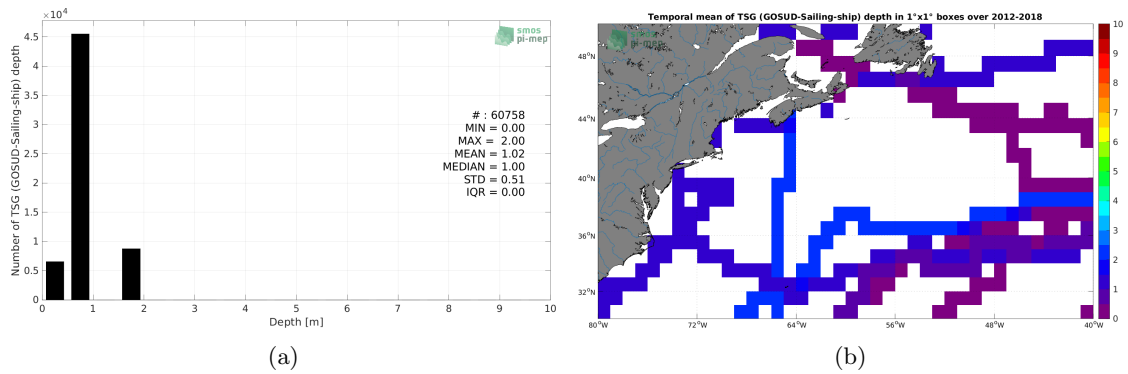 ×10⁴
4.5
4
3.5
3
2.5
2
1.5
1
0.5
0
Number of TSG (GOSUD-Sailing-ship) depth
smos
pi-mep
# : 60758
MIN = 0.00
MAX = 2.00
MEAN = 1.02
MEDIAN = 1.00
STD = 0.51
IQR = 0.00
0 1 2 3 4 5 6 7 8 9 10
Depth [m]
(a)
Temporal mean of TSG (GOSUD-Sailing-ship) depth in 1°x1° boxes over 2012-2018
smos
pi-mep
48°N
44°N
40°N
36°N
32°N
80°W 72°W 64°W 56°W 48°W 40°W
10
9
8
7
6
5
4
3
2
1
0
(b)